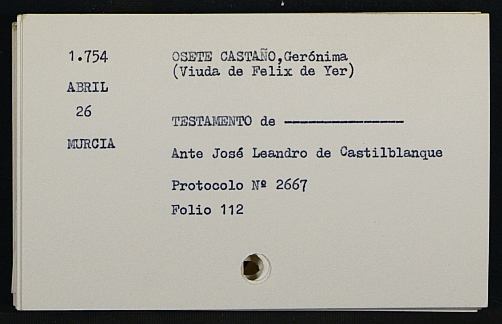 1.754
ABRIL
26
MURCIA
OSETE CASTAÑO,Gerónima
(Viuda de Felix de Yer)
TESTAMENTO de ---------------
Ante José Leandro de Castilblanque
Protocolo Nº 2667
Folio 112